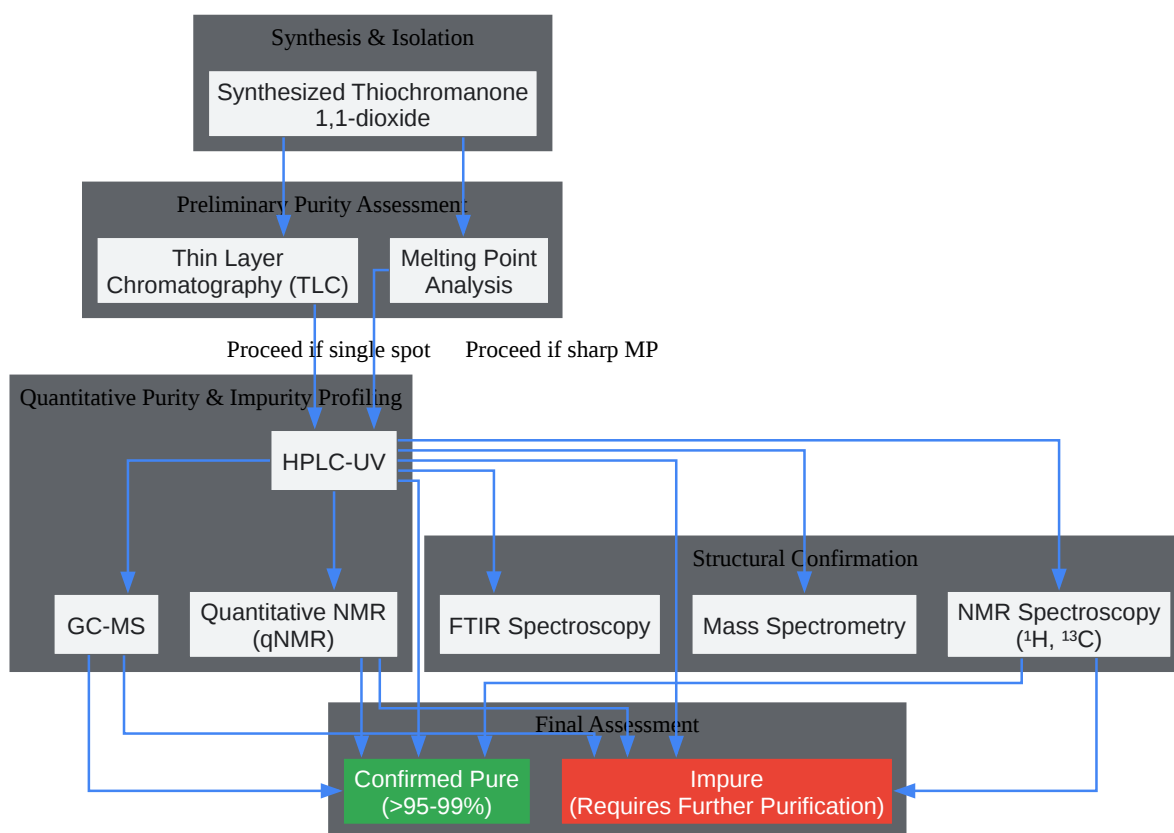 Synthesis & Isolation
Synthesized Thiochromanone
1,1-dioxide
Preliminary Purity Assessment
Thin Layer
Chromatography (TLC)
Melting Point
Analysis
Proceed if single spot
Proceed if sharp MP
Quantitative Purity & Impurity Profiling
HPLC-UV
Structural Confirmation
GC-MS
Quantitative NMR
(qNMR)
FTIR Spectroscopy
Mass Spectrometry
NMR Spectroscopy
(¹H, ¹³C)
Final Assessment
Confirmed Pure
(>95-99%)
Impure
(Requires Further Purification)